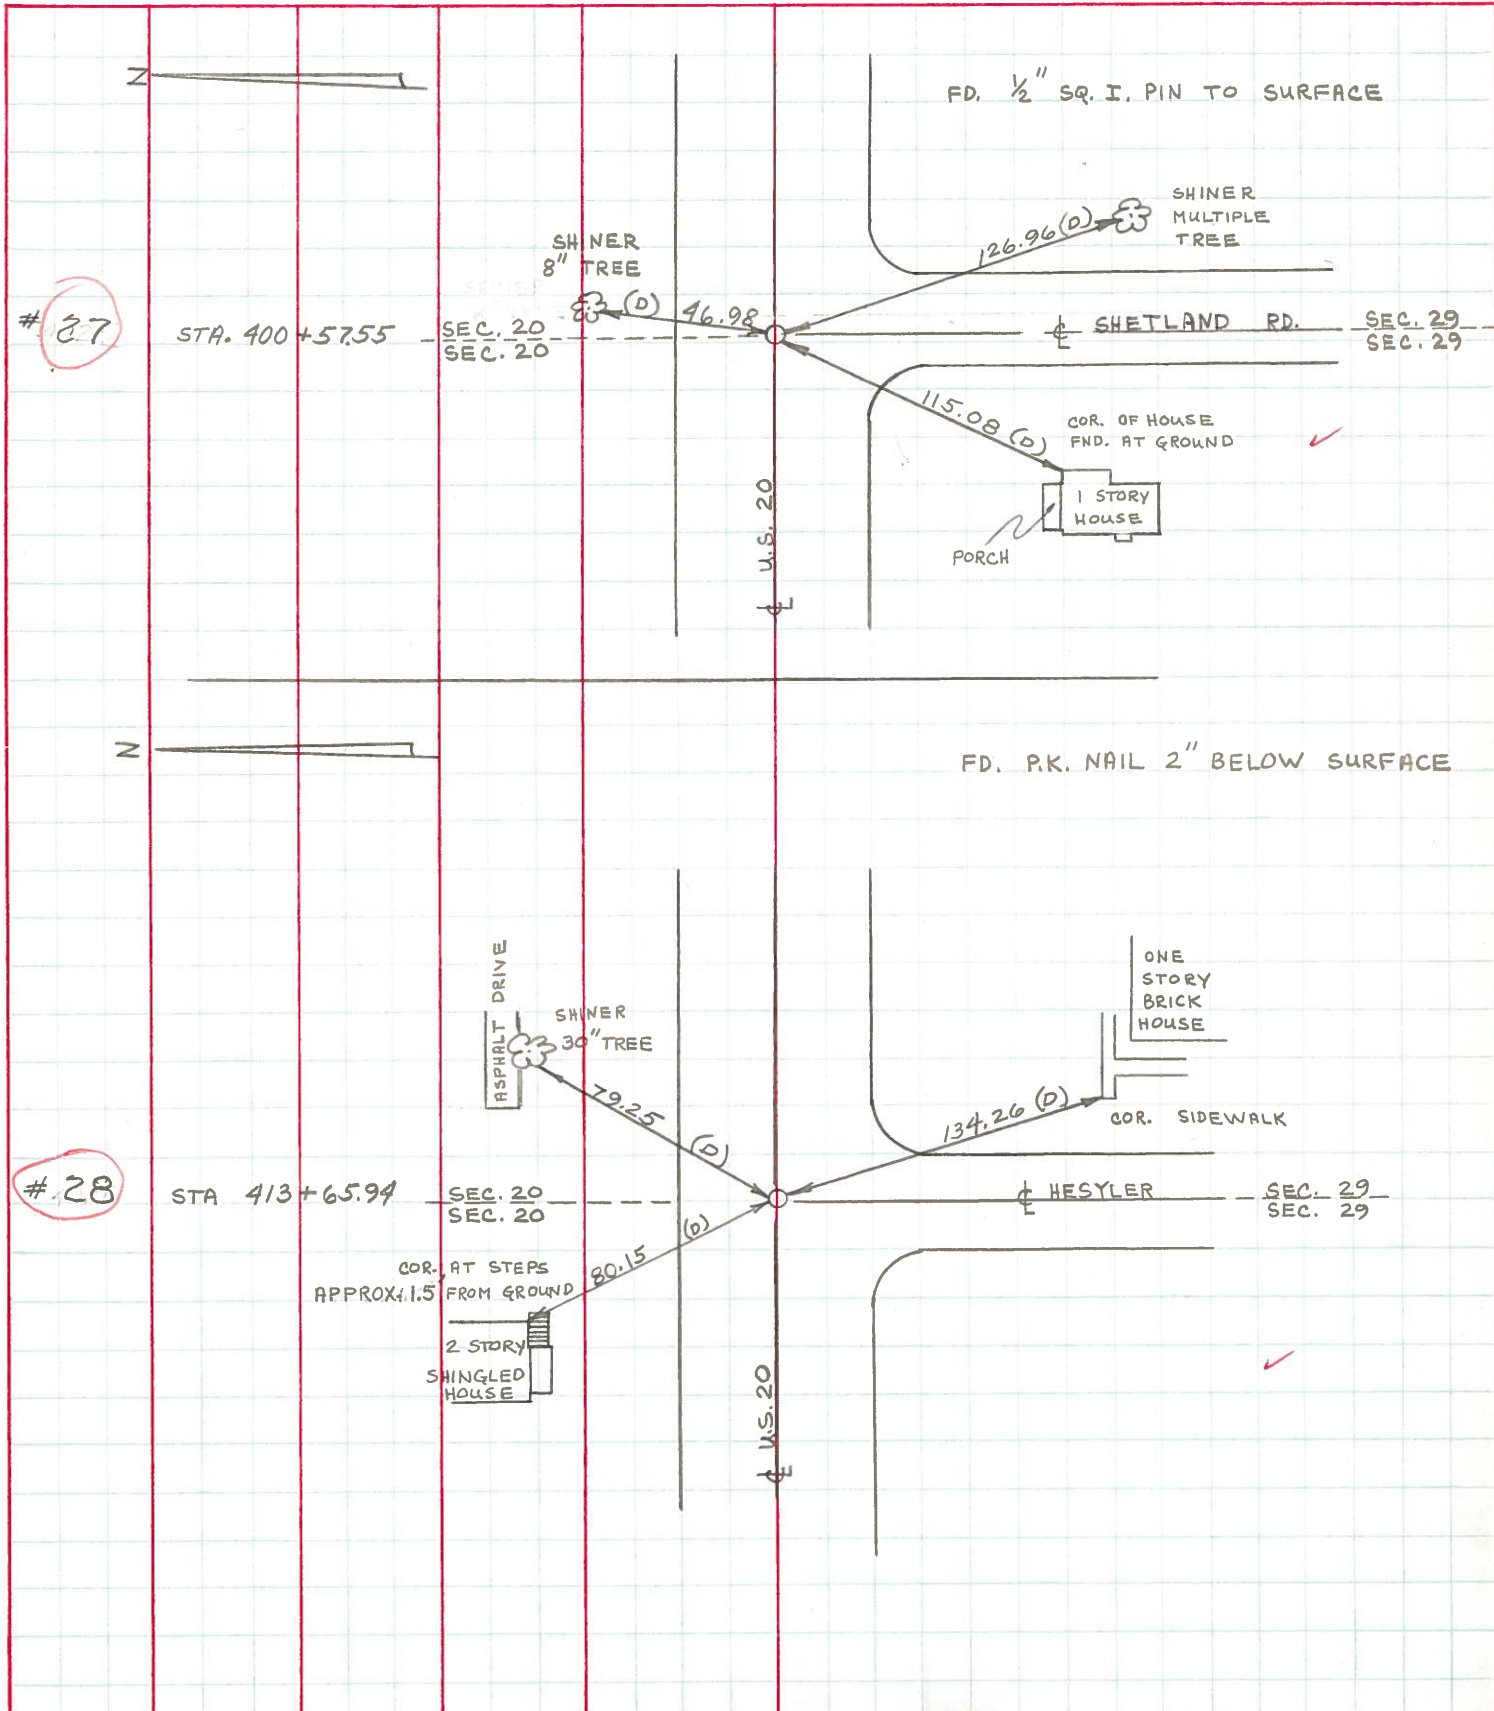 N
FD. 1/2" SQ. I. PIN TO SURFACE
SHINER
MULTIPLE
TREE
126.96 (D)
SHINER
8" TREE
(D) 46.98
# 27
STA. 400+57.55
SEC. 20
SEC. 20
℄ SHETLAND RD.
SEC. 29
SEC. 29
115.08 (D)
COR. OF HOUSE
FND. AT GROUND
1 STORY
HOUSE
PORCH
℄ U.S. 20
N
FD. P.K. NAIL 2" BELOW SURFACE
ASPHALT DRIVE
SHINER
30" TREE
79.25 (D)
ONE
STORY
BRICK
HOUSE
134.26 (D)
COR. SIDEWALK
# 28
STA 413+65.94
SEC. 20
SEC. 20
℄ HESYLER
SEC. 29
SEC. 29
80.15 (D)
COR. AT STEPS
APPROX. 1.5' FROM GROUND
2 STORY
SHINGLED
HOUSE
℄ U.S. 20